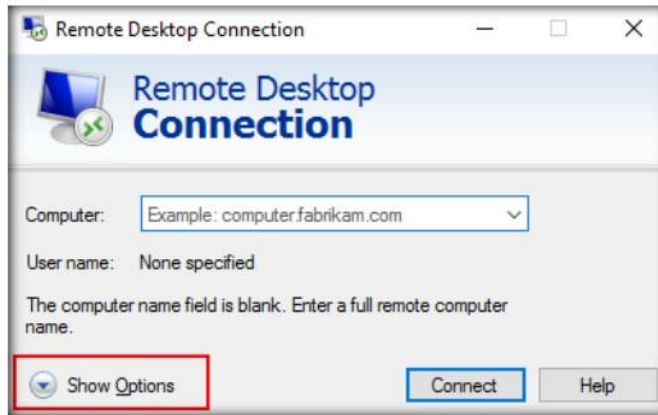 Remote Desktop Connection
Remote Desktop
Connection
Computer:
Example: computer.fabrikam.com
User name:
None specified
The computer name field is blank. Enter a full remote computer
name.
Show Options
Connect
Help